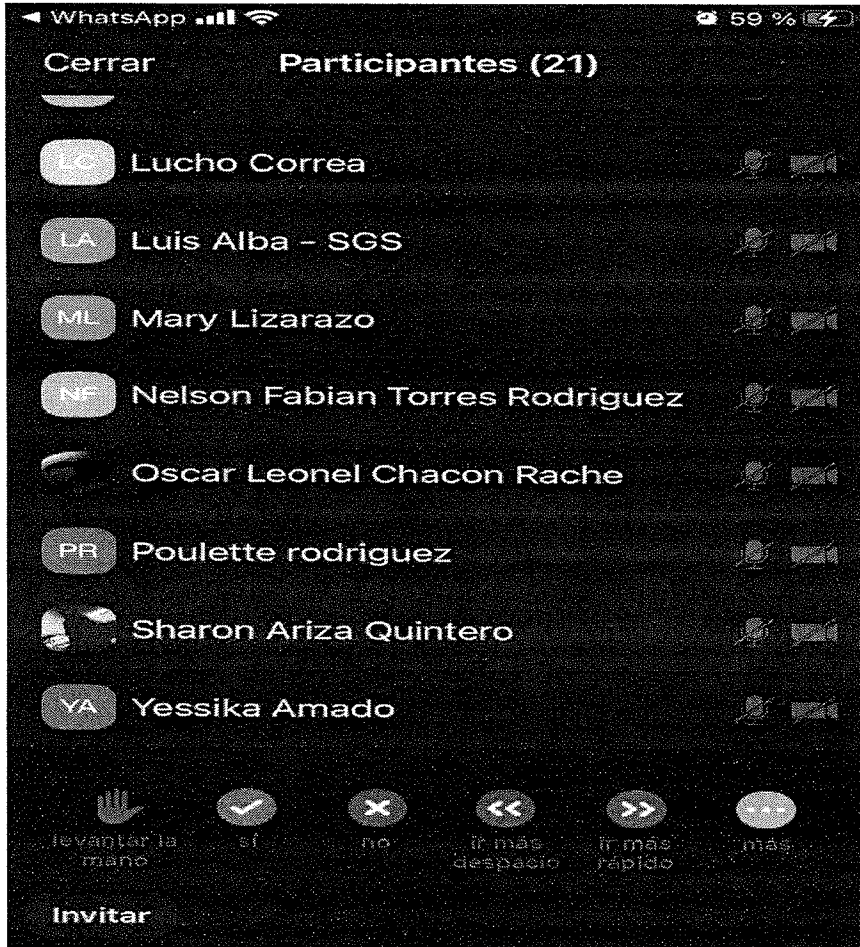 ◄ WhatsApp 59 %
Cerrar Participantes (21)
LC Lucho Correa
LA Luis Alba – SGS
ML Mary Lizarazo
NF Nelson Fabian Torres Rodriguez
Oscar Leonel Chacon Rache
PR Poulette rodriguez
Sharon Ariza Quintero
YA Yessika Amado
levantar la mano sí no ir más despacio ir más rápido más
Invitar